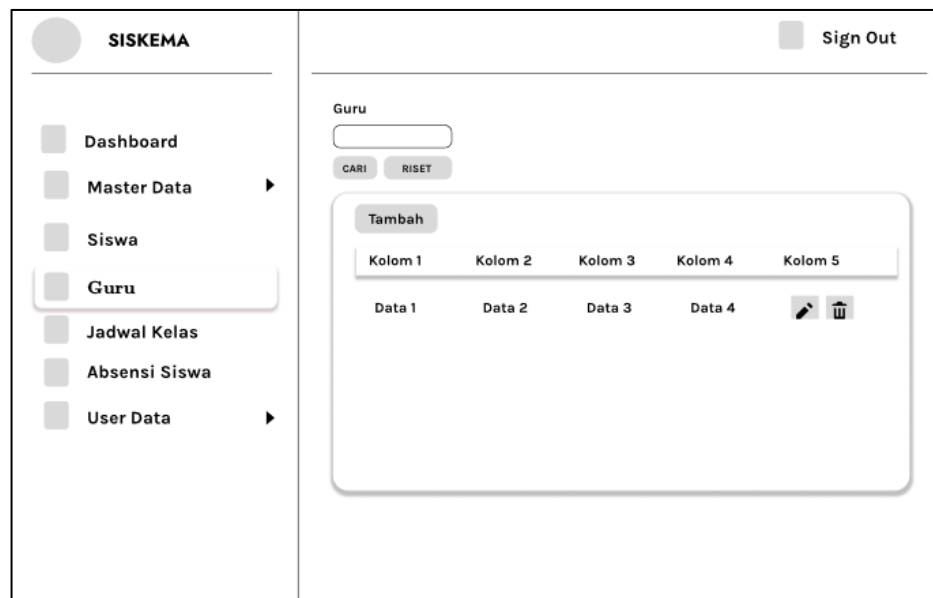 SISKEMA
Sign Out
Dashboard
Master Data
Siswa
Guru
Jadwal Kelas
Absensi Siswa
User Data
Guru
CARI RISET
Tambah
Kolom 1 Kolom 2 Kolom 3 Kolom 4 Kolom 5
Data 1 Data 2 Data 3 Data 4